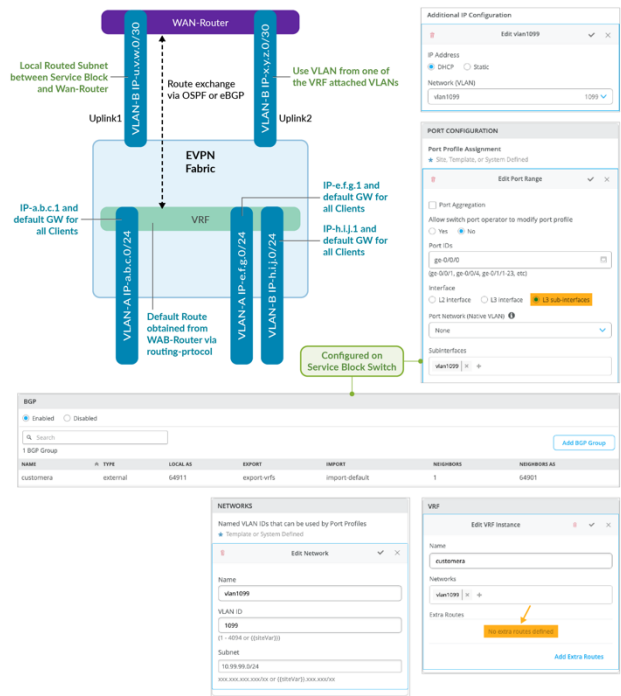 WAN-Router
VLAN-B IP-u.v.w.0/30
VLAN-B IP-x.y.z.0/30
Local Routed Subnet
between Service Block
and Wan-Router
Route exchange
via OSPF or eBGP
Use VLAN from one of
the VRF attached VLANs
Uplink1
Uplink2
EVPN
Fabric
IP-a.b.c.1 and
default GW for
all Clients
VRF
IP-e.f.g.1 and
default GW for
all Clients
IP-h.i.j.1 and
default GW for
all Clients
VLAN-A IP-a.b.c.0/24
VLAN-A IP-e.f.g.0/24
VLAN-B IP-h.i.j.0/24
Default Route
obtained from
WAB-Router via
routing-prtocol
Configured on
Service Block Switch
Additional IP Configuration
Edit vlan1099
IP Address
DHCP Static
Network (VLAN)
vlan1099 1099
PORT CONFIGURATION
Port Profile Assignment
Site, Template, or System Defined
Edit Port Range
Port Aggregation
Allow switch port operator to modify port profile
Yes No
Port IDs
ge-0/0/0
(ge-0/0/1, ge-0/0/4, ge-0/1/1-23, etc)
Interface
L2 interface L3 interface L3 sub-interfaces
Port Network (Native VLAN)
None
Subinterfaces
vlan1099 × +
BGP
Enabled Disabled
Search
1 BGP Group
Add BGP Group
NAME TYPE LOCAL AS EXPORT IMPORT NEIGHBORS NEIGHBORS AS
customera external 64911 export-vrfs import-default 1 64901
NETWORKS
Named VLAN IDs that can be used by Port Profiles
Template or System Defined
Edit Network
Name
vlan1099
VLAN ID
1099
(1 - 4094 or {{siteVar}})
Subnet
10.99.99.0/24
xxx.xxx.xxx.xxx/xx or {{siteVar}}.xxx.xxx/xx
VRF
Edit VRF Instance
Name
customera
Networks
vlan1099 × +
Extra Routes
No extra routes defined
Add Extra Routes